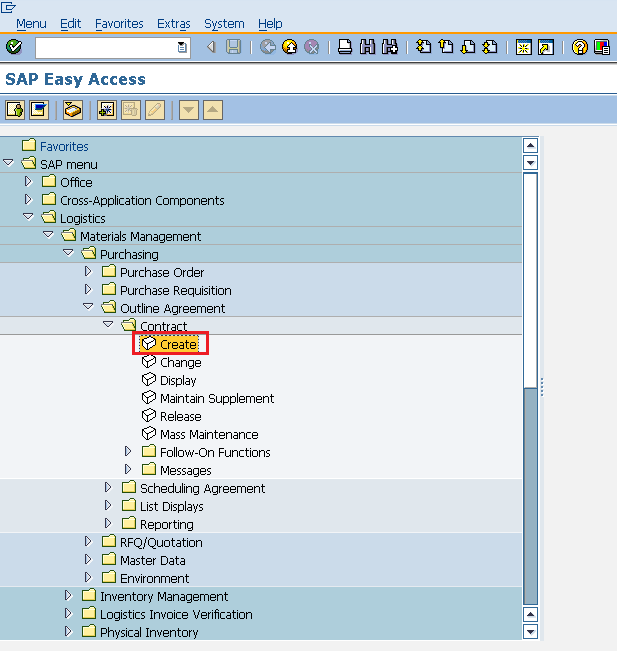 Menu Edit Favorites Extras System Help
SAP Easy Access
Favorites
SAP menu
Office
Cross-Application Components
Logistics
Materials Management
Purchasing
Purchase Order
Purchase Requisition
Outline Agreement
Contract
Create
Change
Display
Maintain Supplement
Release
Mass Maintenance
Follow-On Functions
Messages
Scheduling Agreement
List Displays
Reporting
RFQ/Quotation
Master Data
Environment
Inventory Management
Logistics Invoice Verification
Physical Inventory